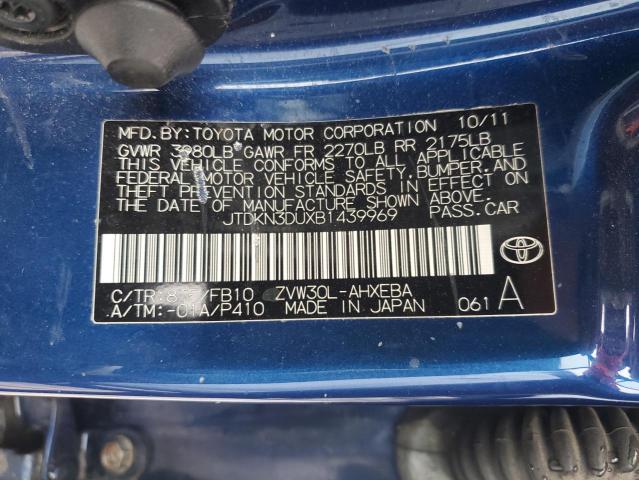 MFD. BY: TOYOTA MOTOR CORPORATION 10/11
GVWR 3980LB GAWR FR 2270LB RR 2175LB
THIS VEHICLE CONFORMS TO ALL APPLICABLE
FEDERAL MOTOR VEHICLE SAFETY, BUMPER, AND
THEFT PREVENTION STANDARDS IN EFFECT ON
THE DATE OF MANUFACTURE SHOWN ABOVE.
JTDKN3DUXB1439969 PASS. CAR
TOYOTA
C/TR: /FB10 ZVW30L-AHXEBA
A/TM:-01A/P410 MADE IN JAPAN 061 A